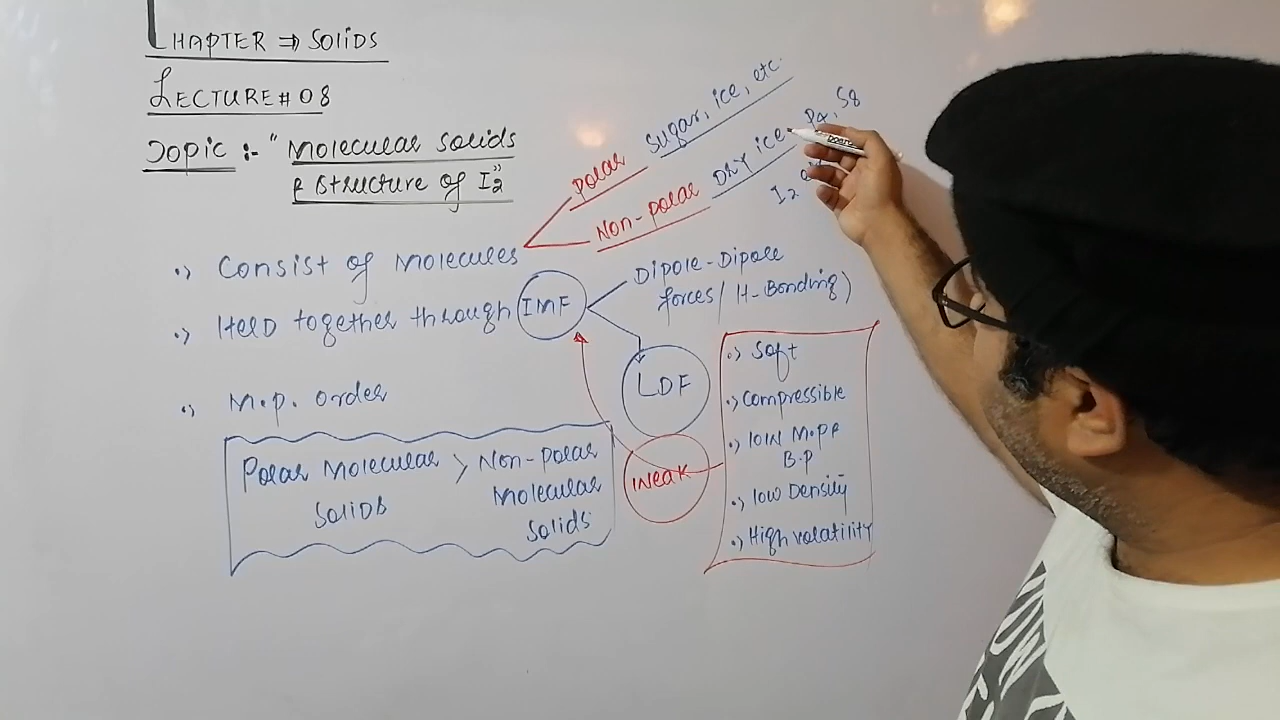 CHAPTER ⇒ SOLIDS
LECTURE # 08
Topic :- " Molecular solids
& Structure of I2"
Polar Sugar, ice, etc.
Non-polar Dry ice P4, S8
I2
•) Consist of Molecules
•) Held together through IMF
Dipole-Dipole
forces/ H-Bonding)
LDF
Weak
•) M.p. order
Polar Molecular > Non-polar
Solids Molecular
Solids
•) Soft
•) Compressible
•) low M.P &
B.P
•) low Density
•) High volatility